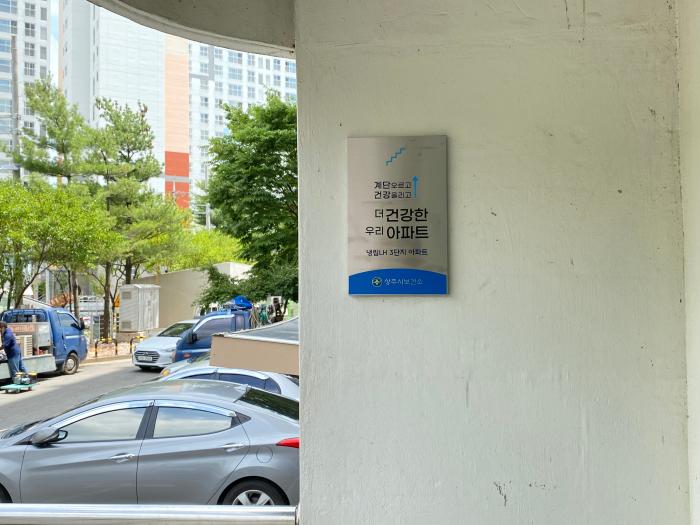 계단오르고
건강올리고
더 건강한
우리 아파트
냉림LH 3단지 아파트
상주시보건소